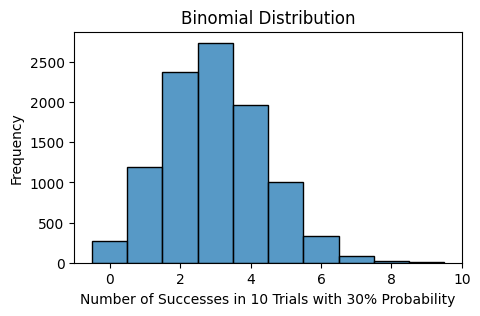 Binomial Distribution
2500
2000
1500
1000
500
0
Frequency
0 2 4 6 8 10
Number of Successes in 10 Trials with 30% Probability